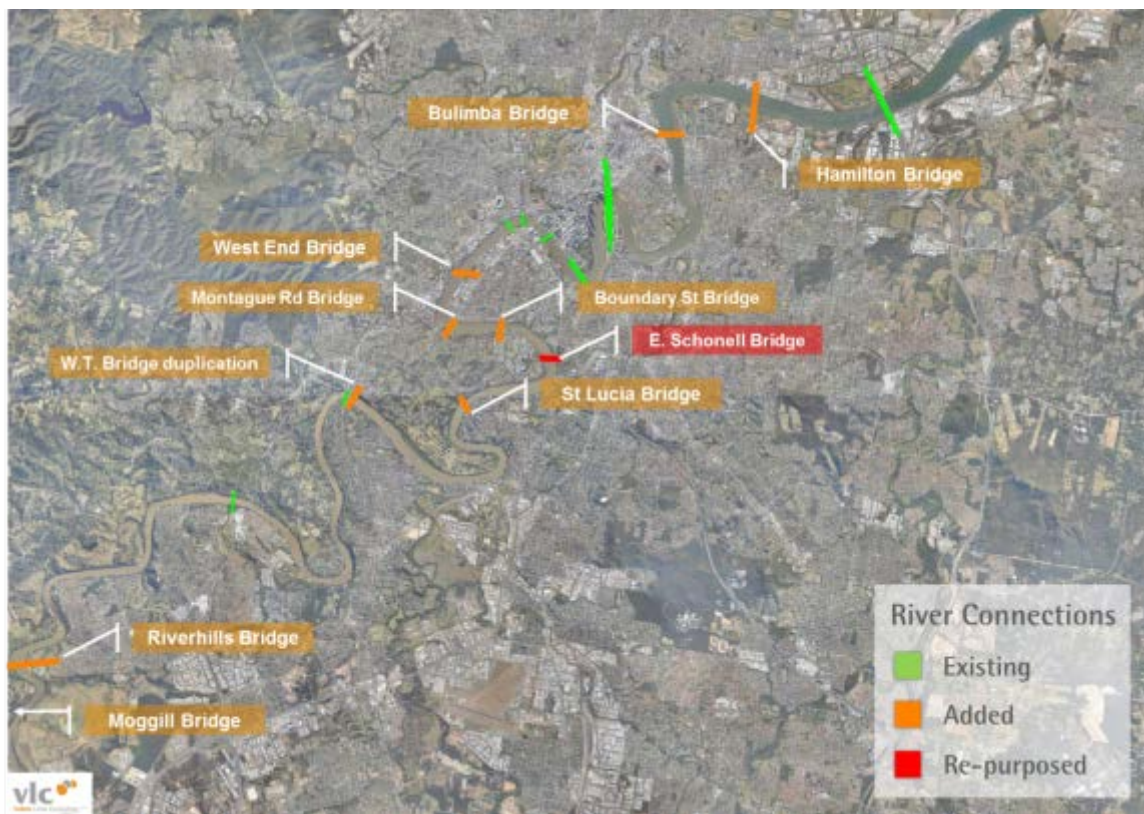 Bulimba Bridge
Hamilton Bridge
West End Bridge
Montague Rd Bridge
Boundary St Bridge
E. Schonell Bridge
W.T. Bridge duplication
St Lucia Bridge
Riverhills Bridge
Moggill Bridge
River Connections
Existing
Added
Re-purposed
vlc